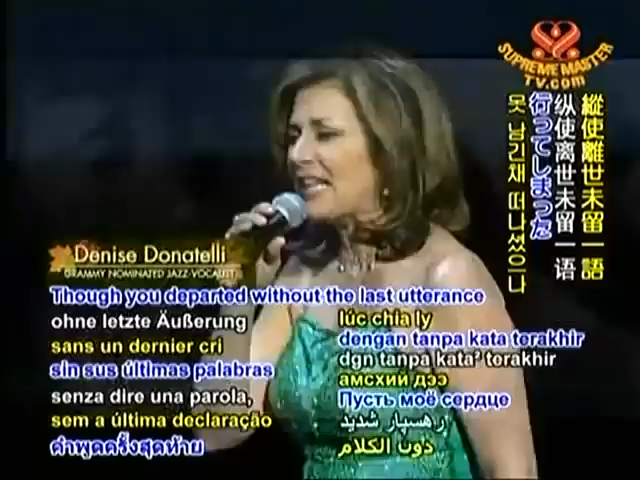 SUPREME MASTER
TV.com
縱使離世未留一語
纵使离世未留一语
行ってしまった
못 남긴채 떠나셨으나
Denise Donatelli
GRAMMY NOMINATED JAZZ VOCALIST
Though you departed without the last utterance
ohne letzte Äußerung
sans un dernier cri
sin sus últimas palabras
senza dire una parola,
sem a última declaração
คำพูดครั้งสุดท้าย
lúc chia ly
dengan tanpa kata terakhir
dgn tanpa kata² terakhir
амсхий дээ
Пусть моё сердце
رهسپار شدید
دون الكلام